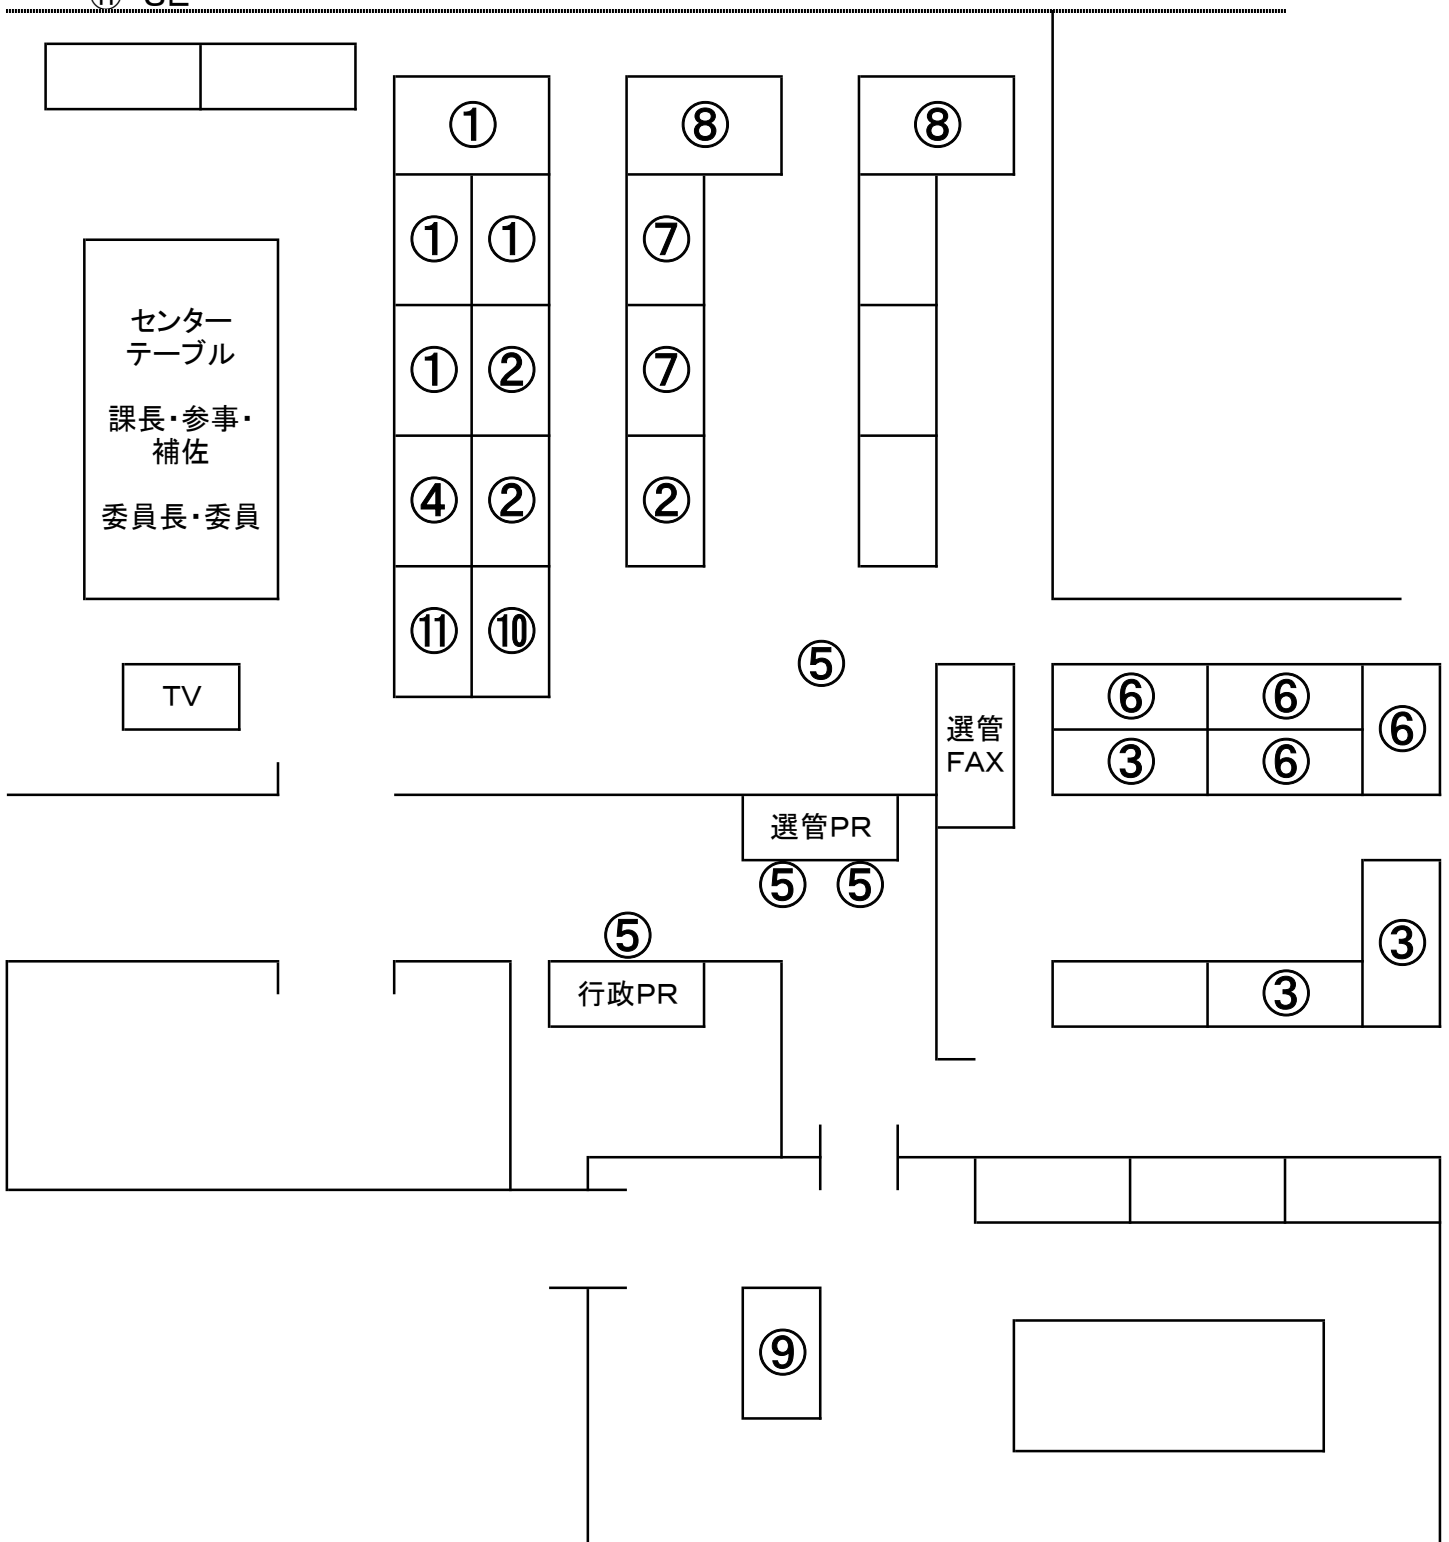 ⑪ SE
① ⑧ ⑧
① ① ⑦
センター
テーブル
① ② ⑦
課長・参事・
補佐
④ ② ②
委員長・委員
⑪ ⑩
⑤
TV
⑥ ⑥
⑥
選管
FAX
③ ⑥
選管PR
⑤ ⑤
⑤
③
行政PR
③
⑨